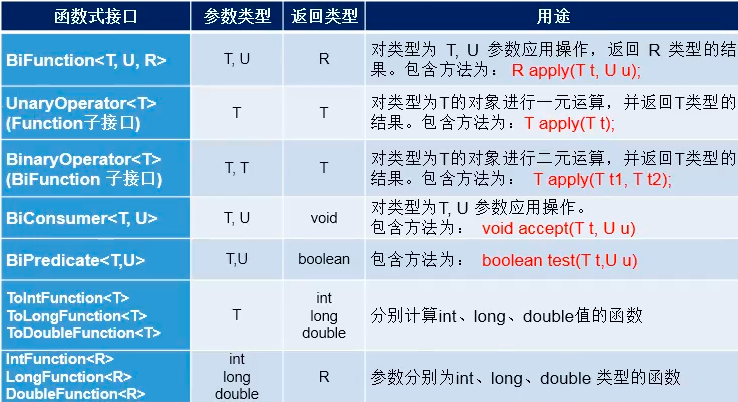 函数式接口 参数类型 返回类型 用途
BiFunction<T, U, R> T, U R 对类型为 T, U 参数应用操作，返回 R 类型的结
果。包含方法为： R apply(T t, U u);
UnaryOperator<T>
(Function子接口) T T 对类型为T的对象进行一元运算，并返回T类型的
结果。包含方法为：T apply(T t);
BinaryOperator<T>
(BiFunction 子接口) T, T T 对类型为T的对象进行二元运算，并返回T类型的
结果。包含方法为： T apply(T t1, T t2);
BiConsumer<T, U> T, U void 对类型为T, U 参数应用操作。
包含方法为： void accept(T t, U u)
BiPredicate<T,U> T,U boolean 包含方法为： boolean test(T t,U u)
ToIntFunction<T> int
ToLongFunction<T> T long 分别计算int、long、double值的函数
ToDoubleFunction<T> double
IntFunction<R> int
LongFunction<R> long R 参数分别为int、long、double 类型的函数
DoubleFunction<R> double